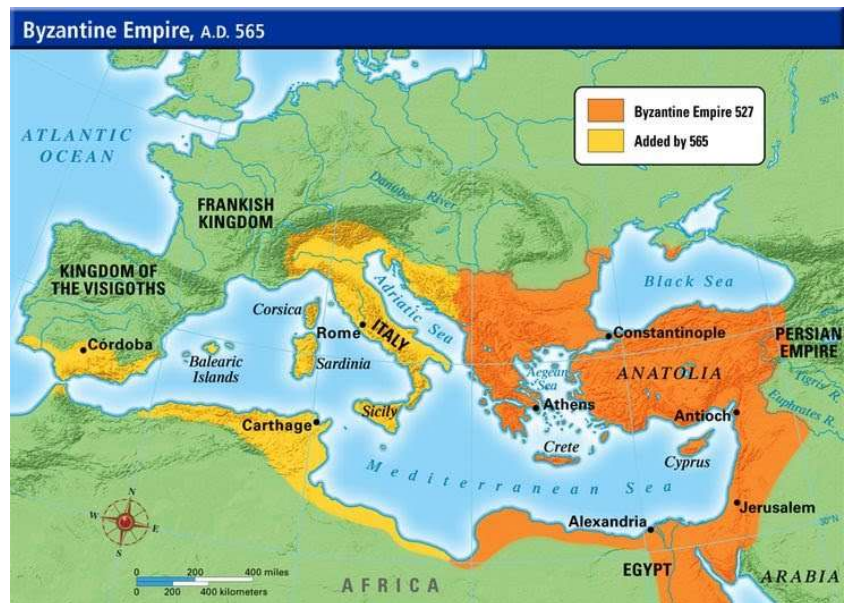 Byzantine Empire, A.D. 565
Byzantine Empire 527
Added by 565
50°N
ATLANTIC
OCEAN
Danube River
FRANKISH
KINGDOM
KINGDOM OF
THE VISIGOTHS
Black Sea
Adriatic Sea
Corsica
Rome
ITALY
Constantinople
PERSIAN
EMPIRE
Córdoba
Balearic
Islands
Sardinia
Aegean
Sea
ANATOLIA
Tigris R.
Euphrates R.
Sicily
Athens
Antioch
Carthage
Crete
Cyprus
Mediterranean Sea
Jerusalem
Alexandria
30°N
N
W E
S
EGYPT
ARABIA
AFRICA
0 200 400 miles
0 200 400 kilometers